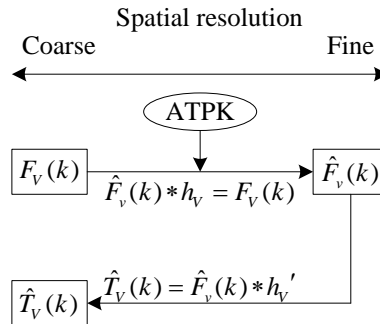 Spatial resolution
Coarse Fine
ATPK
F_V(k) F̂_v(k)
F̂_v(k)*h_V = F_V(k)
T̂_V(k) = F̂_v(k)*h_V'
T̂_V(k)